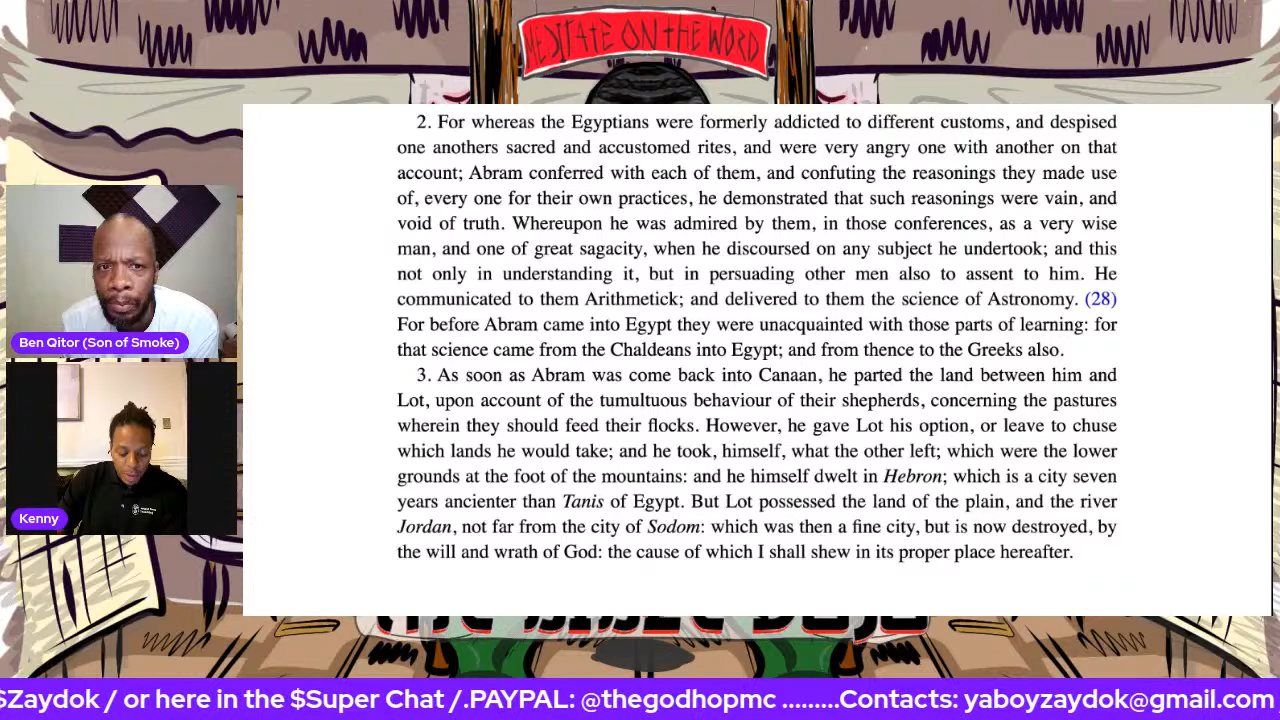 MEDITATE ON THE WORD
2. For whereas the Egyptians were formerly addicted to different customs, and despised
one anothers sacred and accustomed rites, and were very angry one with another on that
account; Abram conferred with each of them, and confuting the reasonings they made use
of, every one for their own practices, he demonstrated that such reasonings were vain, and
void of truth. Whereupon he was admired by them, in those conferences, as a very wise
man, and one of great sagacity, when he discoursed on any subject he undertook; and this
not only in understanding it, but in persuading other men also to assent to him. He
communicated to them Arithmetick; and delivered to them the science of Astronomy. (28)
For before Abram came into Egypt they were unacquainted with those parts of learning: for
that science came from the Chaldeans into Egypt; and from thence to the Greeks also.
3. As soon as Abram was come back into Canaan, he parted the land between him and
Lot, upon account of the tumultuous behaviour of their shepherds, concerning the pastures
wherein they should feed their flocks. However, he gave Lot his option, or leave to chuse
which lands he would take; and he took, himself, what the other left; which were the lower
grounds at the foot of the mountains: and he himself dwelt in Hebron; which is a city seven
years ancienter than Tanis of Egypt. But Lot possessed the land of the plain, and the river
Jordan, not far from the city of Sodom: which was then a fine city, but is now destroyed, by
the will and wrath of God: the cause of which I shall shew in its proper place hereafter.
Ben Qitor (Son of Smoke)
Kenny
$Zaydok / or here in the $Super Chat /.PAYPAL: @thegodhopmc .........Contacts: yaboyzaydok@gmail.com